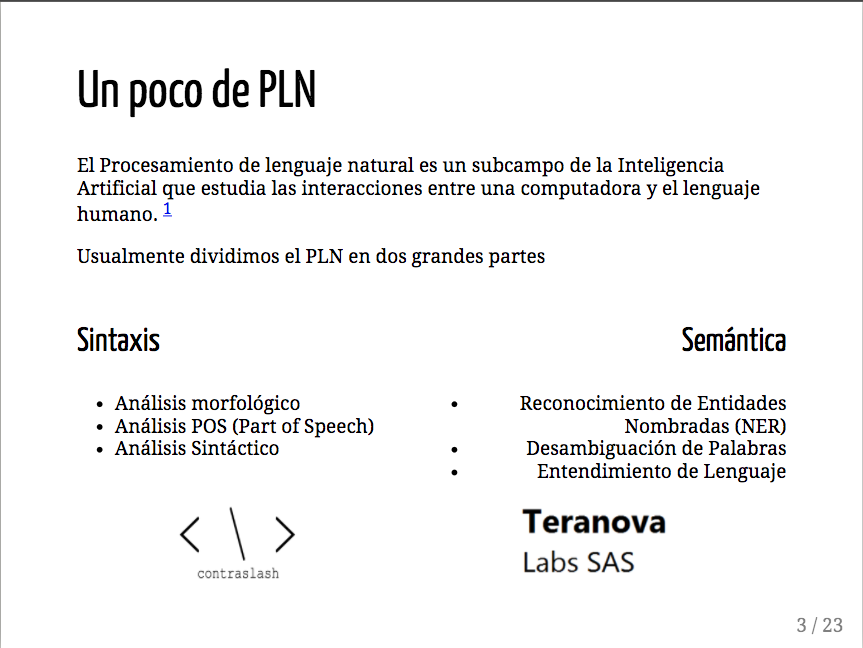 Un poco de PLN
El Procesamiento de lenguaje natural es un subcampo de la Inteligencia
Artificial que estudia las interacciones entre una computadora y el lenguaje
humano. 1
Usualmente dividimos el PLN en dos grandes partes
Sintaxis
• Análisis morfológico
• Análisis POS (Part of Speech)
• Análisis Sintáctico
Semántica
• Reconocimiento de Entidades
Nombradas (NER)
• Desambiguación de Palabras
• Entendimiento de Lenguaje
<\>
contraslash
Teranova
Labs SAS
3 / 23